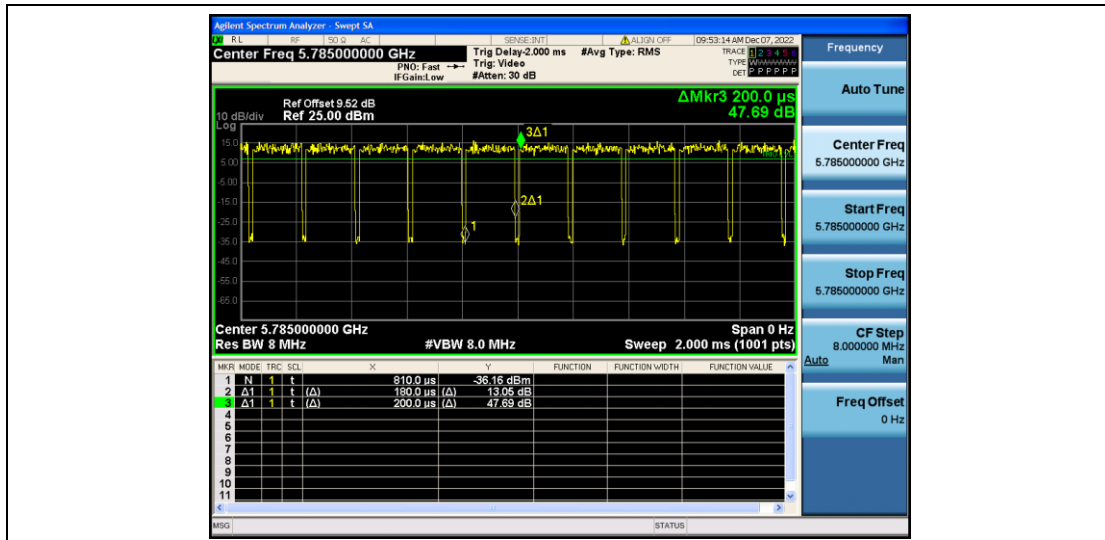 Agilent Spectrum Analyzer - Swept SA
RL RF 50 Ω AC SENSE:INT ALIGN OFF 09:53:14 AM Dec 07, 2022
Center Freq 5.785000000 GHz
PNO: Fast
IFGain:Low
Trig Delay-2.000 ms
Trig: Video
#Atten: 30 dB
#Avg Type: RMS
TRACE 1 2 3 4 5 6
TYPE
DET P P P P P P
Ref Offset 9.52 dB
Ref 25.00 dBm
10 dB/div
Log
ΔMkr3 200.0 µs
47.69 dB
15.0
5.00
-5.00
-15.0
-25.0
-35.0
-45.0
-55.0
-65.0
3Δ1
2Δ1
1
Center 5.785000000 GHz Span 0 Hz
Res BW 8 MHz #VBW 8.0 MHz Sweep 2.000 ms (1001 pts)
MKR MODE TRC SCL X Y FUNCTION FUNCTION WIDTH FUNCTION VALUE
1 N 1 t 810.0 µs -36.16 dBm
2 Δ1 1 t (Δ) 180.0 µs (Δ) 13.05 dB
3 Δ1 1 t (Δ) 200.0 µs (Δ) 47.69 dB
4
5
6
7
8
9
10
11
MSG STATUS
Frequency
Auto Tune
Center Freq
5.785000000 GHz
Start Freq
5.785000000 GHz
Stop Freq
5.785000000 GHz
CF Step
8.000000 MHz
Auto Man
Freq Offset
0 Hz